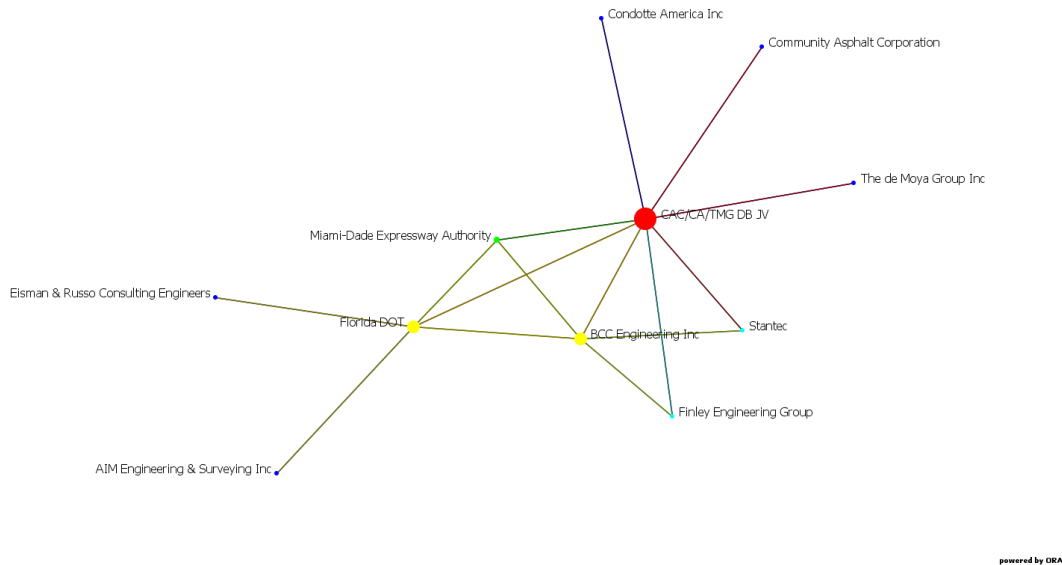 Condotte America Inc
Community Asphalt Corporation
The de Moya Group Inc
CAC/CA/TMG DB JV
Miami-Dade Expressway Authority
Eisman & Russo Consulting Engineers
Florida DOT
BCC Engineering Inc
Stantec
Finley Engineering Group
AIM Engineering & Surveying Inc
powered by ORA